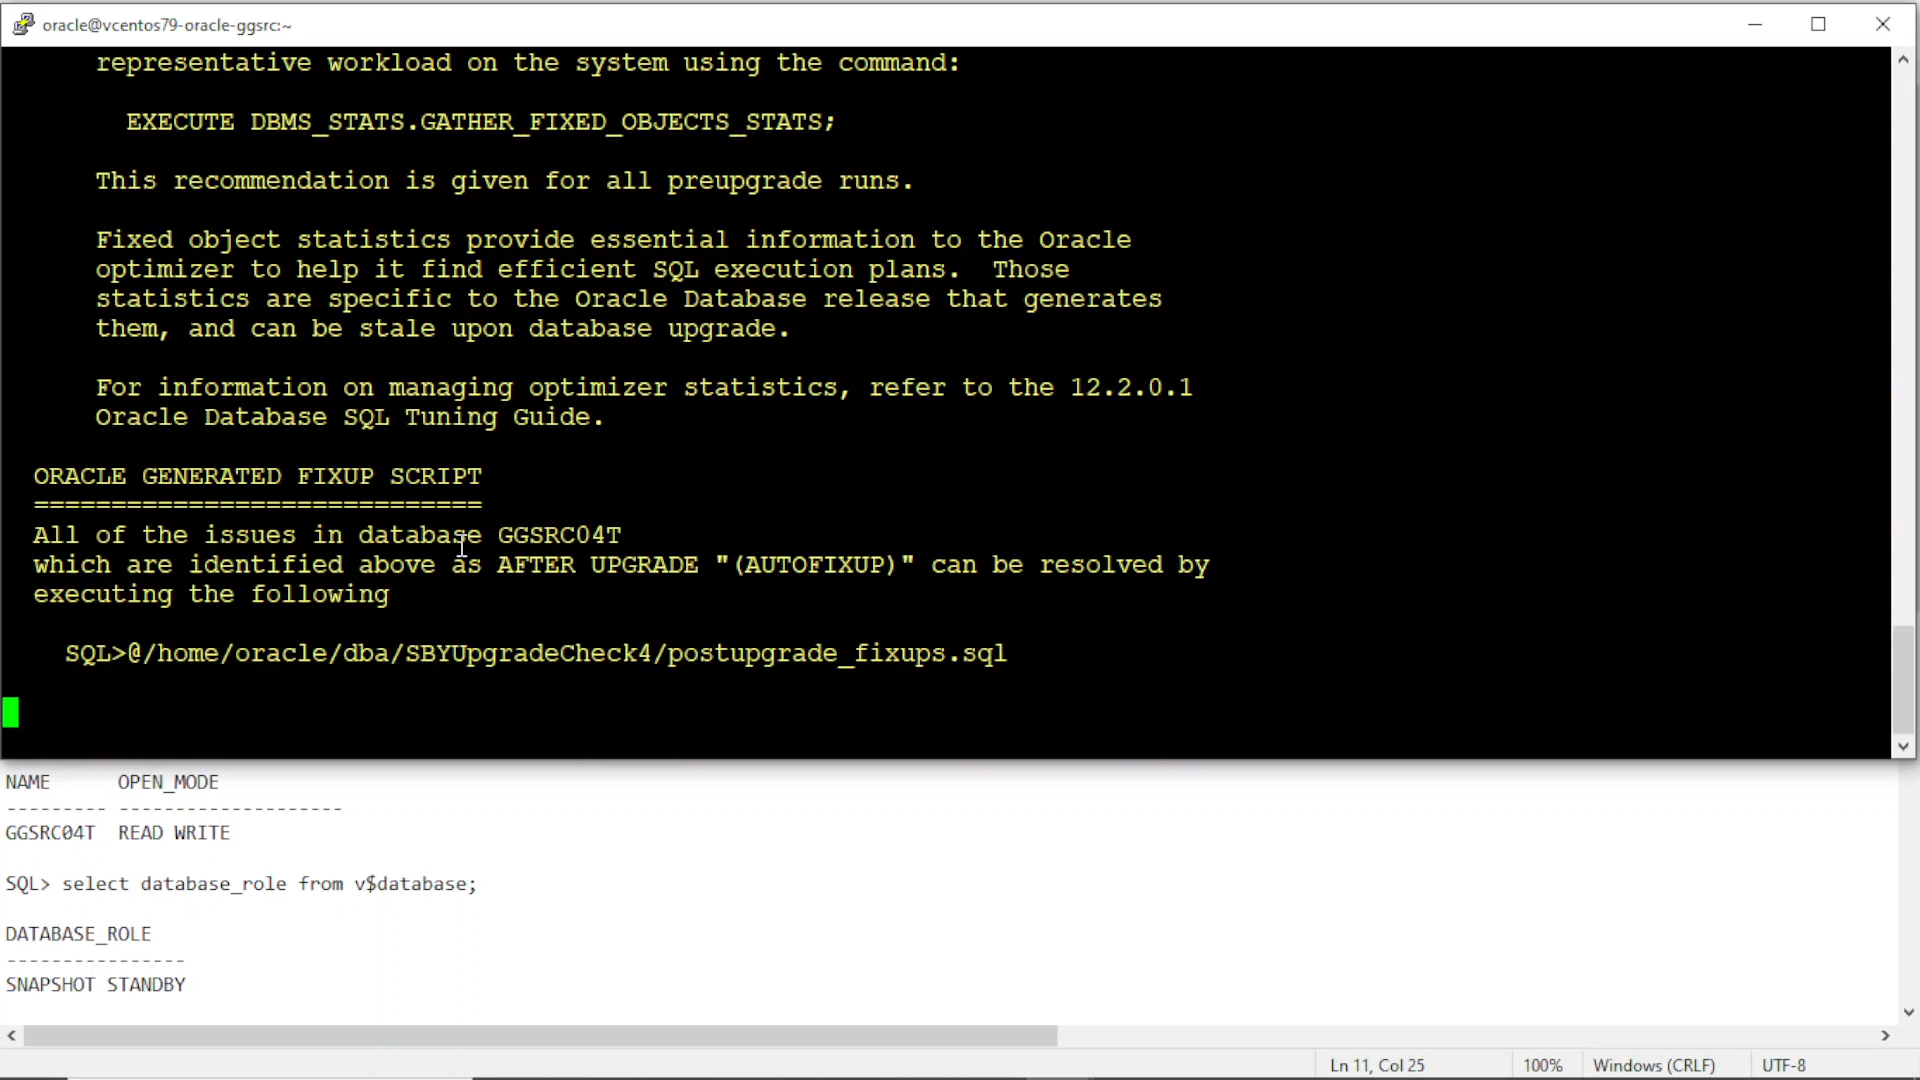 oracle@vcentos79-oracle-ggsrc:~
representative workload on the system using the command:
EXECUTE DBMS_STATS.GATHER_FIXED_OBJECTS_STATS;
This recommendation is given for all preupgrade runs.
Fixed object statistics provide essential information to the Oracle
optimizer to help it find efficient SQL execution plans.  Those
statistics are specific to the Oracle Database release that generates
them, and can be stale upon database upgrade.
For information on managing optimizer statistics, refer to the 12.2.0.1
Oracle Database SQL Tuning Guide.
ORACLE GENERATED FIXUP SCRIPT
=============================
All of the issues in database GGSRC04T
which are identified above as AFTER UPGRADE "(AUTOFIXUP)" can be resolved by
executing the following
SQL>@/home/oracle/dba/SBYUpgradeCheck4/postupgrade_fixups.sql
NAME      OPEN_MODE
--------- --------------------
GGSRC04T  READ WRITE
SQL> select database_role from v$database;
DATABASE_ROLE
----------------
SNAPSHOT STANDBY
Ln 11, Col 25
100%
Windows (CRLF)
UTF-8